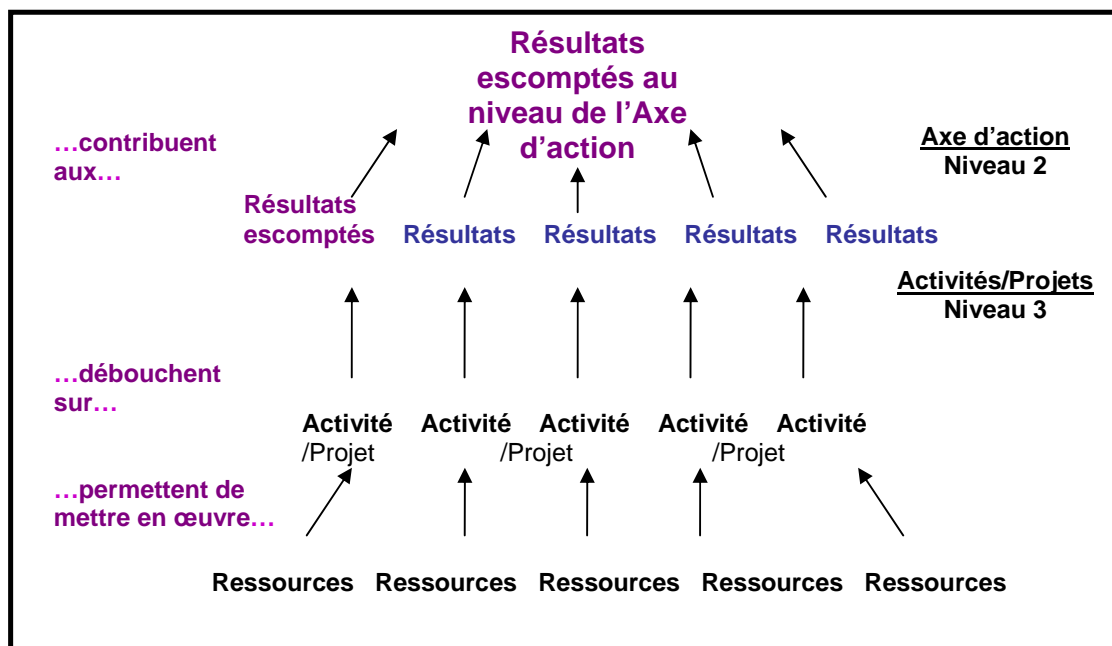 Résultats
escomptés au
niveau de l’Axe
d’action
…contribuent
aux…
Axe d’action
Niveau 2
Résultats
escomptés Résultats Résultats Résultats Résultats
Activités/Projets
Niveau 3
…débouchent
sur…
Activité Activité Activité Activité Activité
/Projet /Projet /Projet
…permettent de
mettre en œuvre…
Ressources Ressources Ressources Ressources Ressources